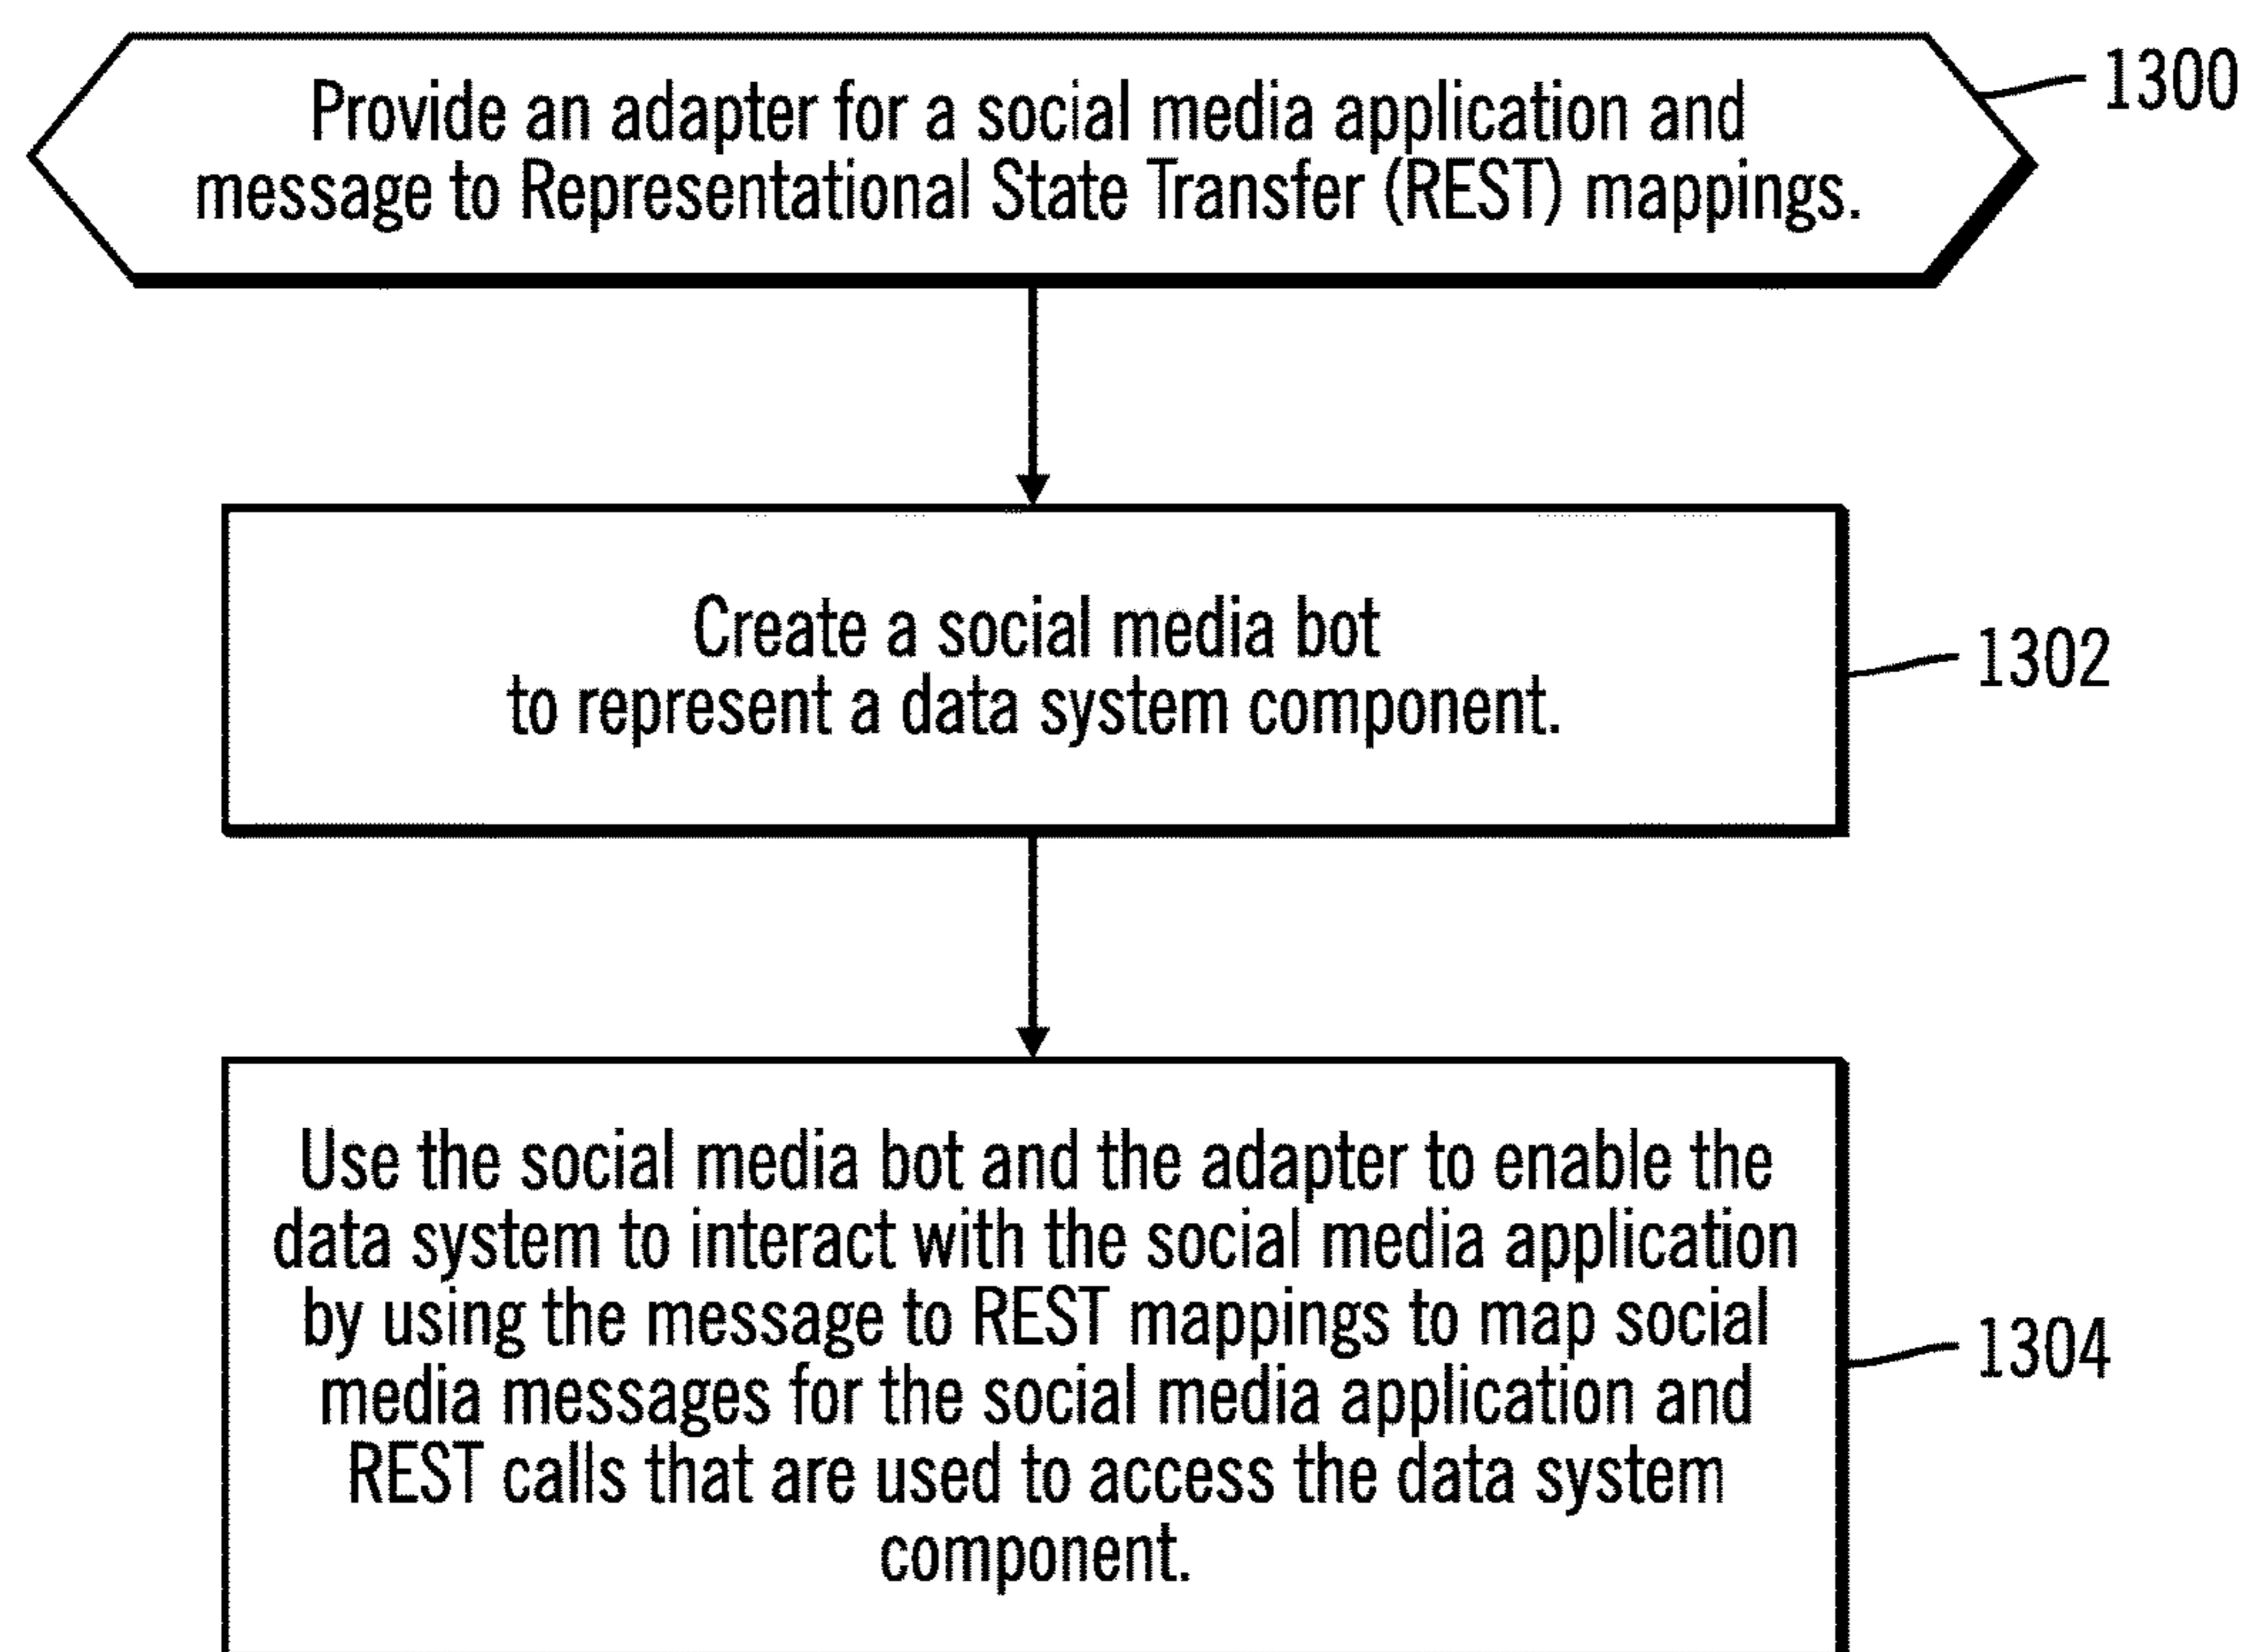 Provide an adapter for a social media application and
message to Representational State Transfer (REST) mappings.
1300
Create a social media bot
to represent a data system component.
1302
Use the social media bot and the adapter to enable the
data system to interact with the social media application
by using the message to REST mappings to map social
media messages for the social media application and
REST calls that are used to access the data system
component.
1304